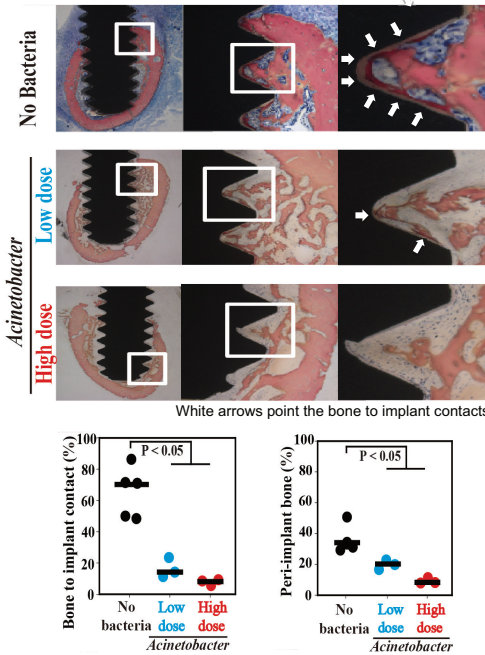 No Bacteria
Acinetobacter
Low dose
High dose
White arrows point the bone to implant contacts
Bone to implant contact (%)
100
80
60
40
20
0
P < 0.05
No bacteria
Low dose
High dose
Acinetobacter
Peri-implant bone (%)
100
80
60
40
20
0
P < 0.05
No bacteria
Low dose
High dose
Acinetobacter